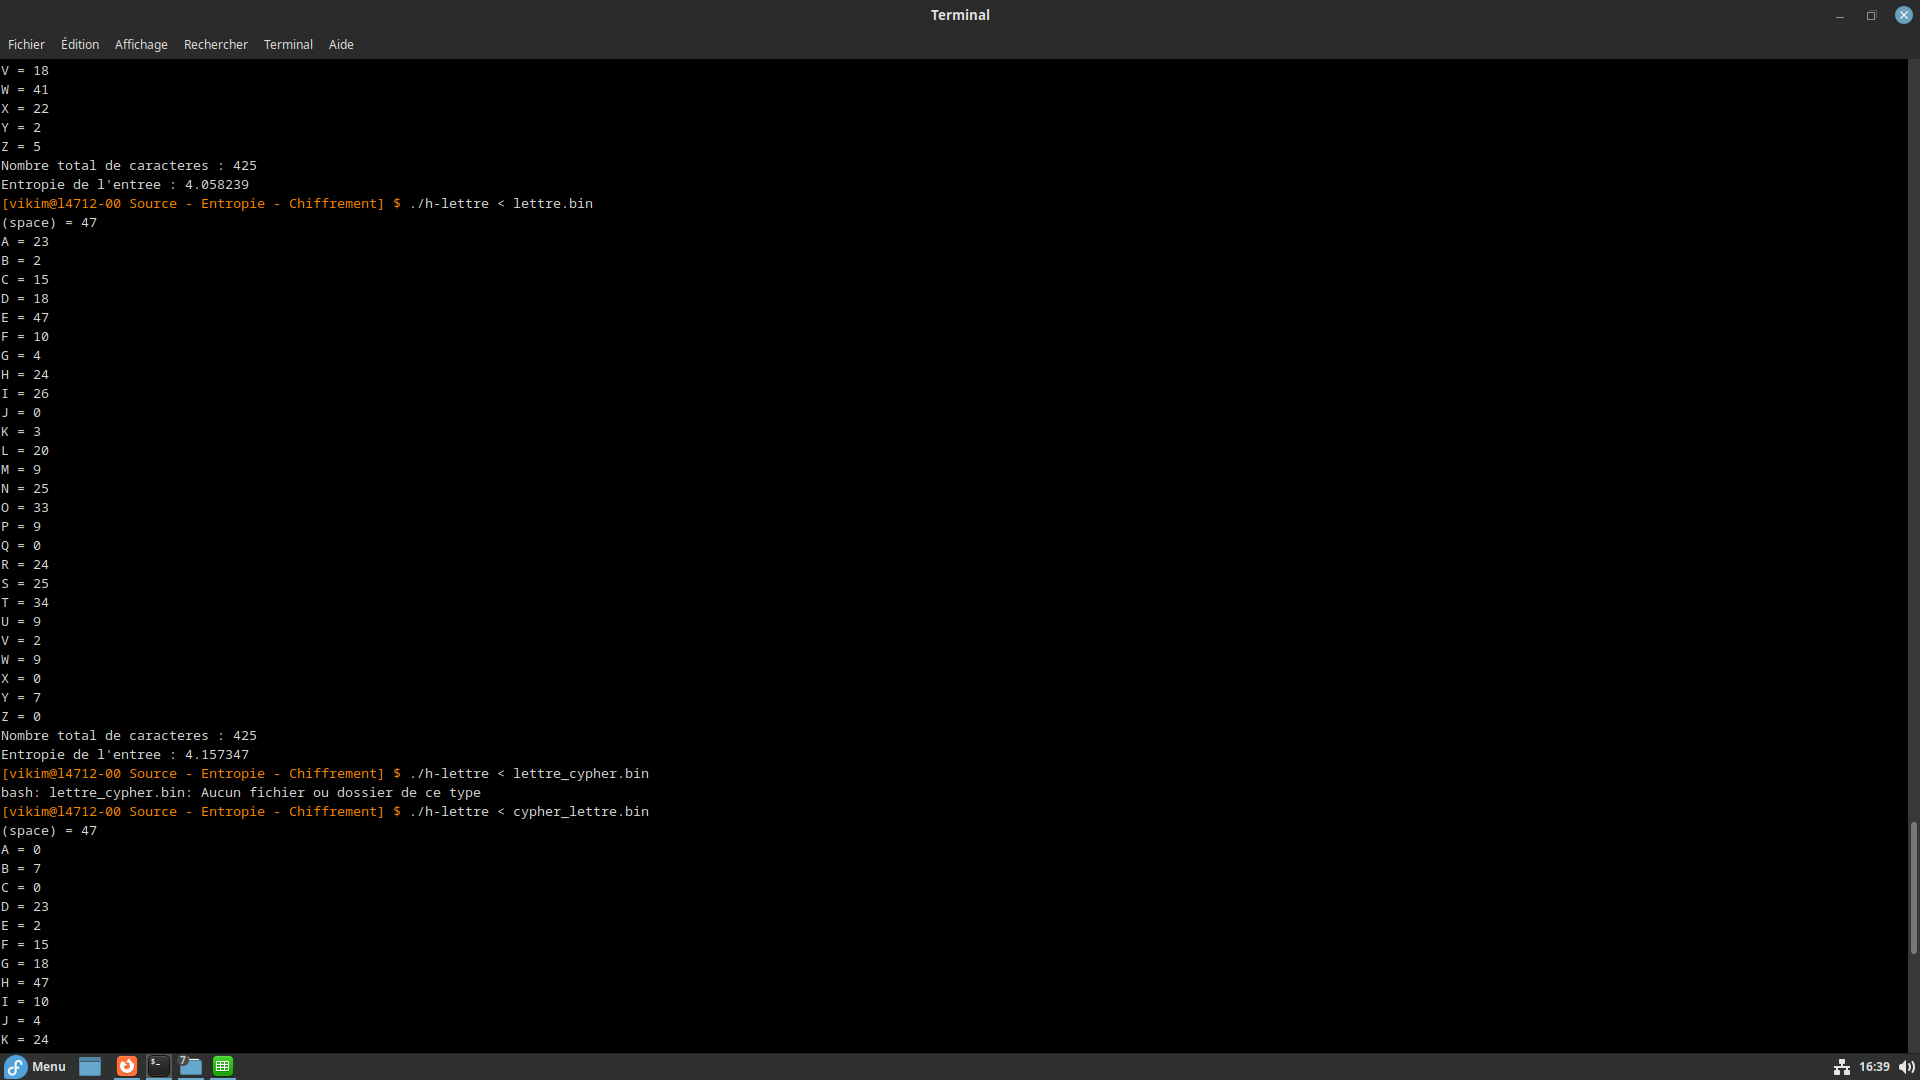 Terminal
Fichier Édition Affichage Rechercher Terminal Aide
V = 18
W = 41
X = 22
Y = 2
Z = 5
Nombre total de caracteres : 425
Entropie de l'entree : 4.058239
[vikim@l4712-00 Source - Entropie - Chiffrement] $ ./h-lettre < lettre.bin
(space) = 47
A = 23
B = 2
C = 15
D = 18
E = 47
F = 10
G = 4
H = 24
I = 26
J = 0
K = 3
L = 20
M = 9
N = 25
O = 33
P = 9
Q = 0
R = 24
S = 25
T = 34
U = 9
V = 2
W = 9
X = 0
Y = 7
Z = 0
Nombre total de caracteres : 425
Entropie de l'entree : 4.157347
[vikim@l4712-00 Source - Entropie - Chiffrement] $ ./h-lettre < lettre_cypher.bin
bash: lettre_cypher.bin: Aucun fichier ou dossier de ce type
[vikim@l4712-00 Source - Entropie - Chiffrement] $ ./h-lettre < cypher_lettre.bin
(space) = 47
A = 0
B = 7
C = 0
D = 23
E = 2
F = 15
G = 18
H = 47
I = 10
J = 4
K = 24
Menu $_ 7 16:39